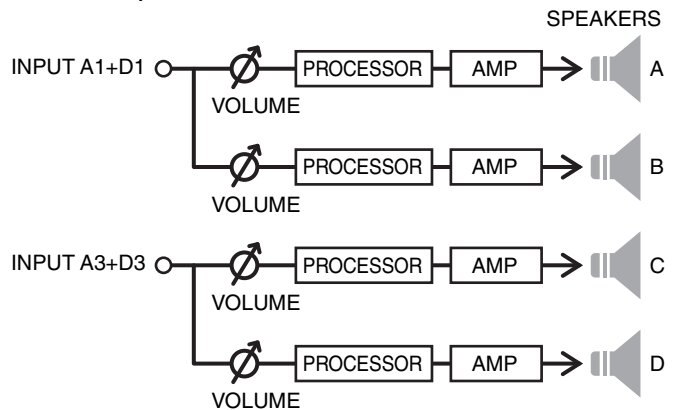 SPEAKERS
INPUT A1+D1 PROCESSOR AMP A
VOLUME
PROCESSOR AMP B
VOLUME
INPUT A3+D3 PROCESSOR AMP C
VOLUME
PROCESSOR AMP D
VOLUME